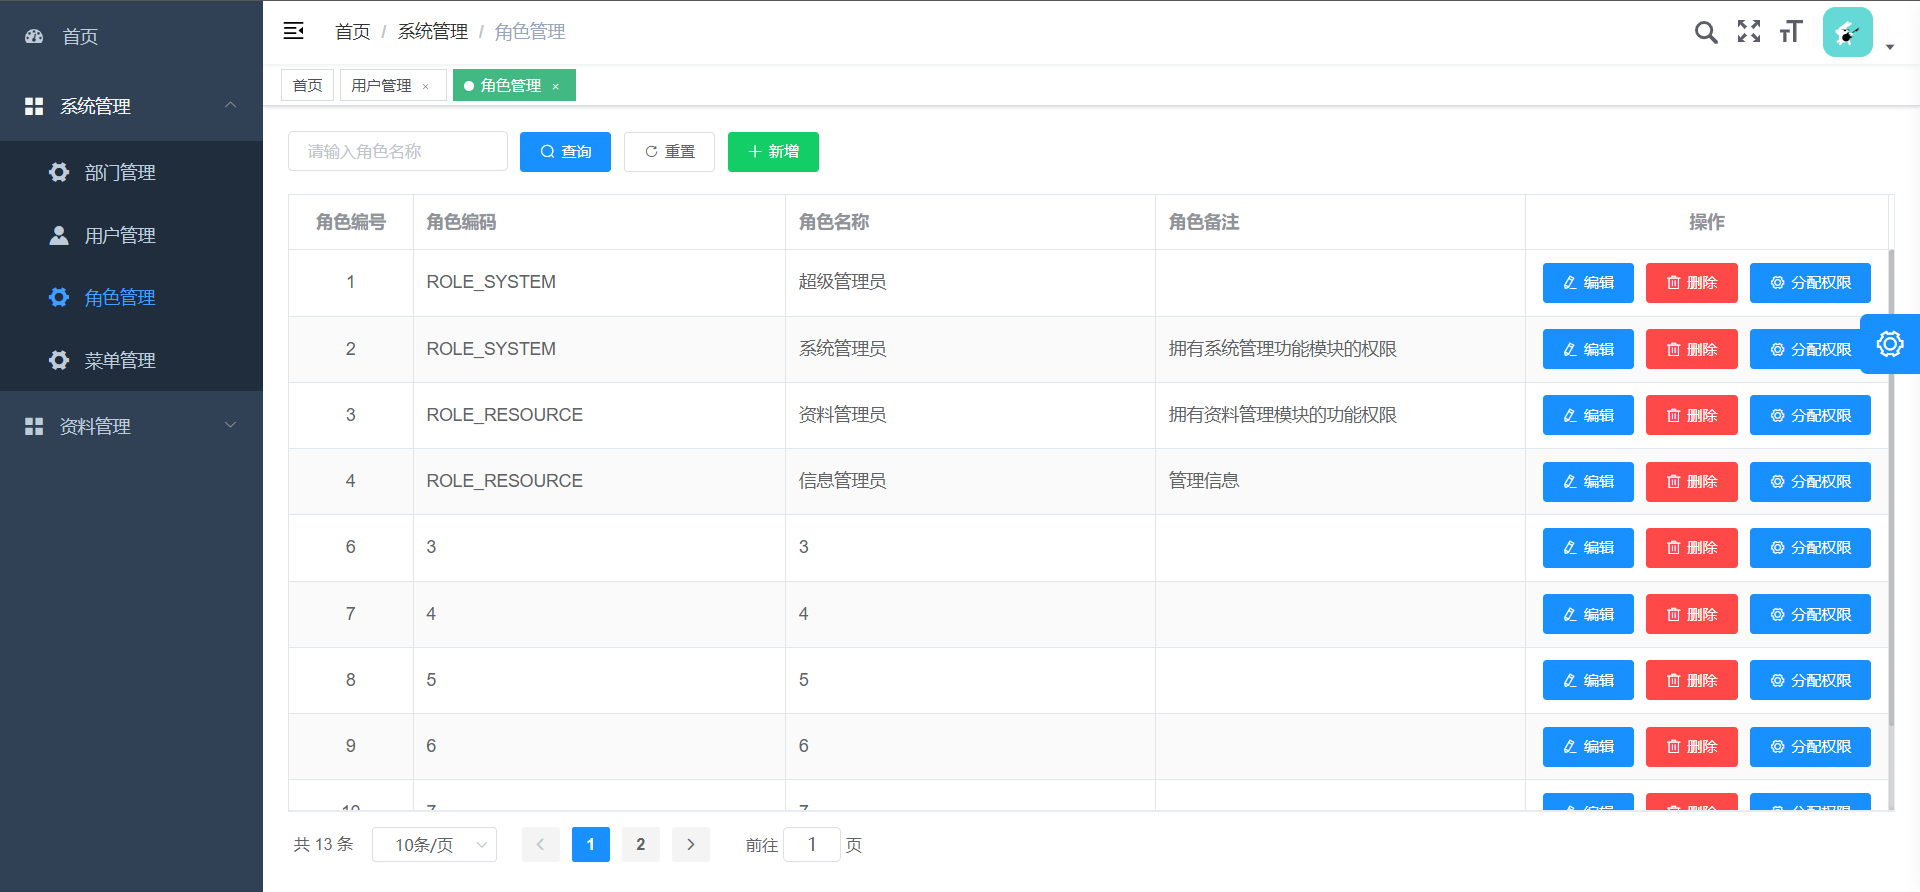 首页
系统管理
部门管理
用户管理
角色管理
菜单管理
资料管理
首页 / 系统管理 / 角色管理
首页 用户管理 × 角色管理 ×
请输入角色名称 查询 重置 新增
角色编号 角色编码 角色名称 角色备注 操作
1 ROLE_SYSTEM 超级管理员 编辑 删除 分配权限
2 ROLE_SYSTEM 系统管理员 拥有系统管理功能模块的权限 编辑 删除 分配权限
3 ROLE_RESOURCE 资料管理员 拥有资料管理模块的功能权限 编辑 删除 分配权限
4 ROLE_RESOURCE 信息管理员 管理信息 编辑 删除 分配权限
6 3 3 编辑 删除 分配权限
7 4 4 编辑 删除 分配权限
8 5 5 编辑 删除 分配权限
9 6 6 编辑 删除 分配权限
10 7 7 编辑 删除 分配权限
共 13 条 10条/页 1 2 前往 1 页